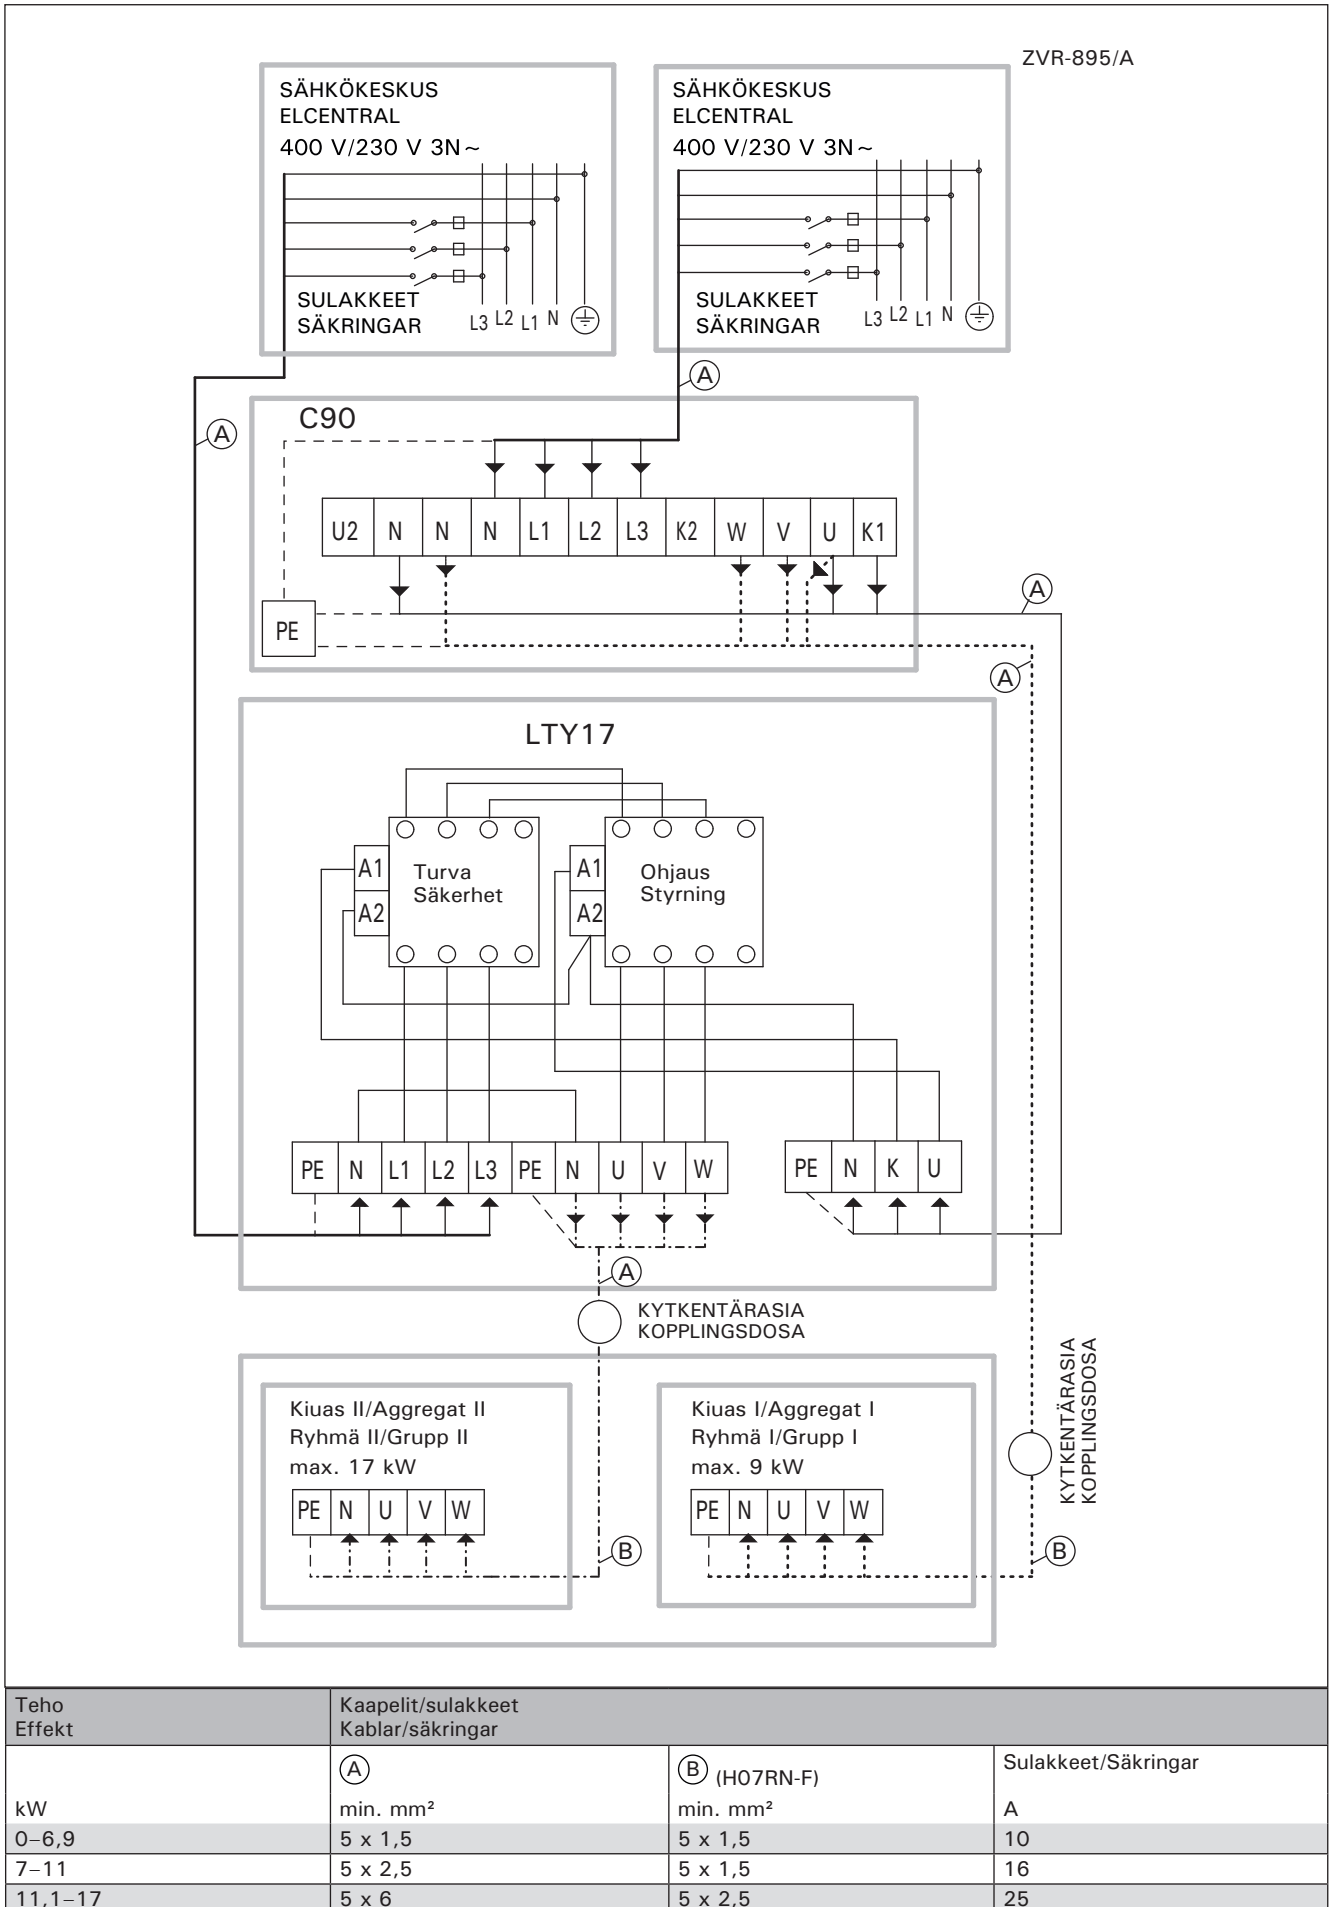 ZVR-895/A
SÄHKÖKESKUS
ELCENTRAL
400 V/230 V 3N~
SULAKKEET
SÄKRINGAR
L3 L2 L1 N
SÄHKÖKESKUS
ELCENTRAL
400 V/230 V 3N~
SULAKKEET
SÄKRINGAR
L3 L2 L1 N
A
A
C90
U2 N N N L1 L2 L3 K2 W V U K1
PE
A
A
LTY17
A1
A2
Turva
Säkerhet
A1
A2
Ohjaus
Styrning
PE N L1 L2 L3 PE N U V W
PE N K U
A
KYTKENTÄRASIA
KOPPLINGSDOSA
KYTKENTÄRASIA
KOPPLINGSDOSA
Kiuas II/Aggregat II
Ryhmä II/Grupp II
max. 17 kW
PE N U V W
B
Kiuas I/Aggregat I
Ryhmä I/Grupp I
max. 9 kW
PE N U V W
B
Teho
Effekt
Kaapelit/sulakkeet
Kablar/säkringar
A
B (H07RN-F)
Sulakkeet/Säkringar
kW min. mm² min. mm² A
0–6,9 5 x 1,5 5 x 1,5 10
7–11 5 x 2,5 5 x 1,5 16
11,1–17 5 x 6 5 x 2,5 25